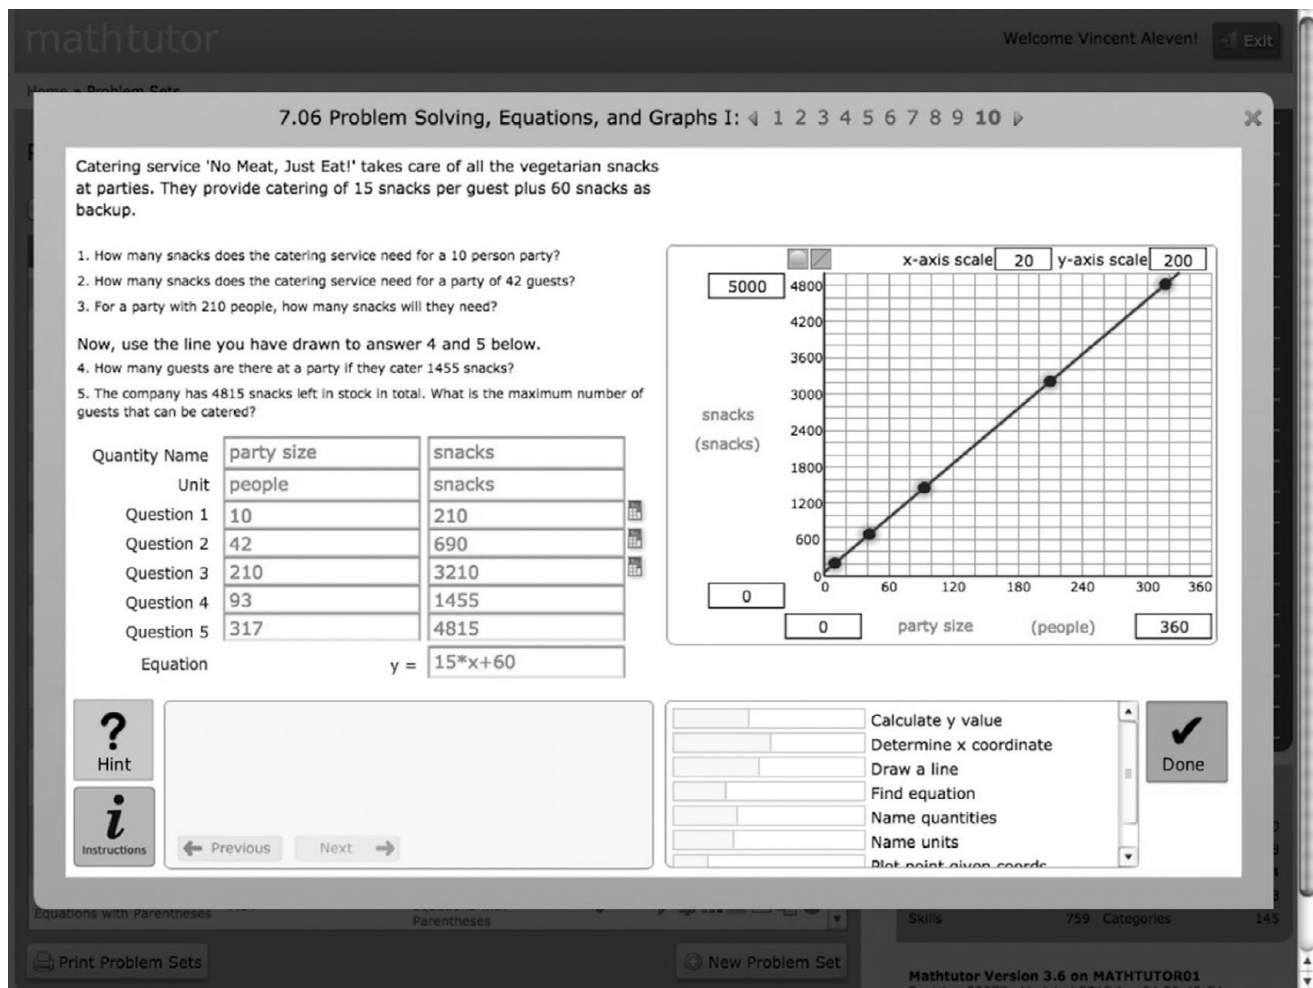 mathtutor
Welcome Vincent Aleven!
Exit
Home » Problem Sets
7.06 Problem Solving, Equations, and Graphs I: 1 2 3 4 5 6 7 8 9 10
Catering service 'No Meat, Just Eat!' takes care of all the vegetarian snacks
at parties. They provide catering of 15 snacks per guest plus 60 snacks as
backup.
1. How many snacks does the catering service need for a 10 person party?
2. How many snacks does the catering service need for a party of 42 guests?
3. For a party with 210 people, how many snacks will they need?
Now, use the line you have drawn to answer 4 and 5 below.
4. How many guests are there at a party if they cater 1455 snacks?
5. The company has 4815 snacks left in stock in total. What is the maximum number of
guests that can be catered?
Quantity Name party size snacks
Unit people snacks
Question 1 10 210
Question 2 42 690
Question 3 210 3210
Question 4 93 1455
Question 5 317 4815
Equation y = 15*x+60
x-axis scale 20 y-axis scale 200
5000 4800
4200
3600
3000
snacks
2400
(snacks)
1800
1200
600
0
0 0 60 120 180 240 300 360
0 party size (people) 360
? Hint
i Instructions
Previous Next
Calculate y value
Determine x coordinate
Draw a line
Find equation
Name quantities
Name units
Plot point given coords
Done
Equations with Parentheses
Parentheses
Skills 759 Categories 145
Print Problem Sets
New Problem Set
Mathtutor Version 3.6 on MATHTUTOR01